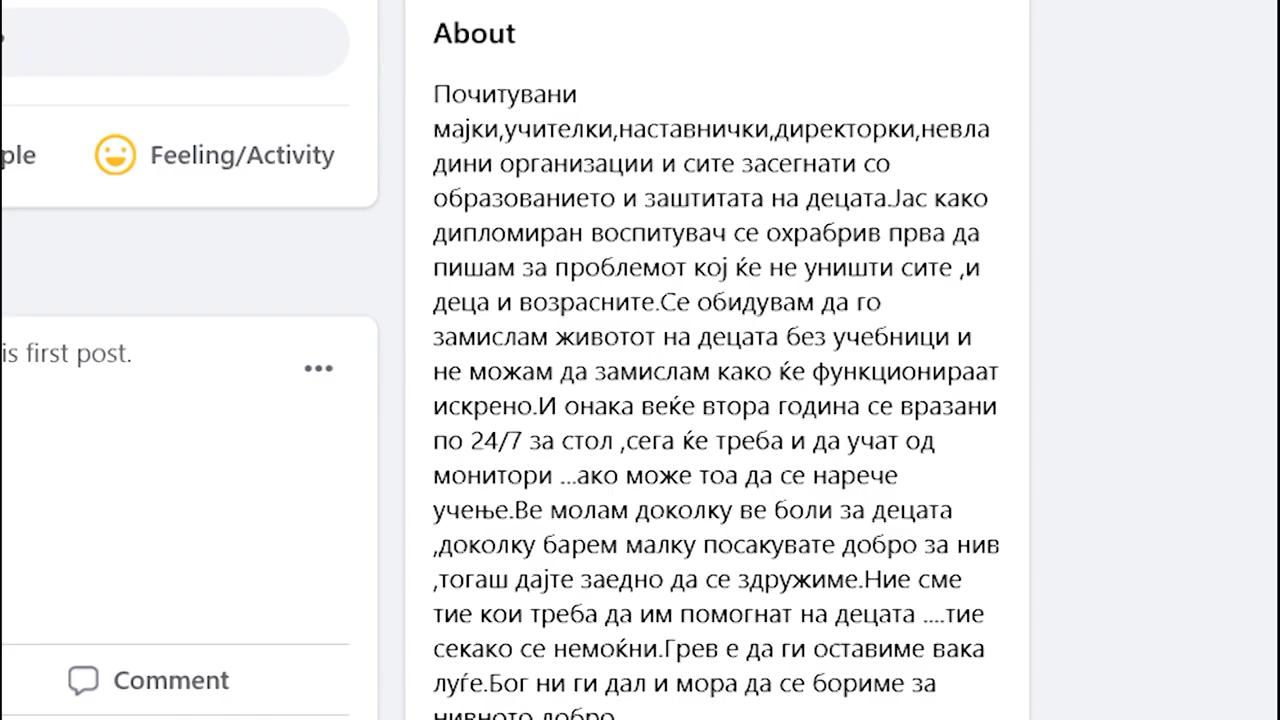 About
Почитувани
мајки,учителки,наставнички,директорки,невла
дини организации и сите засегнати со
образованието и заштитата на децата.Јас како
дипломиран воспитувач се охрабрив прва да
пишам за проблемот кој ќе не уништи сите ,и
деца и возрасните.Се обидувам да го
замислам животот на децата без учебници и
не можам да замислам како ќе функционираат
искрено.И онака веќе втора година се вразани
по 24/7 за стол ,сега ќе треба и да учат од
монитори ...ако може тоа да се нарече
учење.Ве молам доколку ве боли за децата
,доколку барем малку посакувате добро за нив
,тогаш дајте заедно да се здружиме.Ние сме
тие кои треба да им помогнат на децата ....тие
секако се немоќни.Грев е да ги оставиме вака
луѓе.Бог ни ги дал и мора да се бориме за
нивното добро
ple
Feeling/Activity
is first post.
Comment